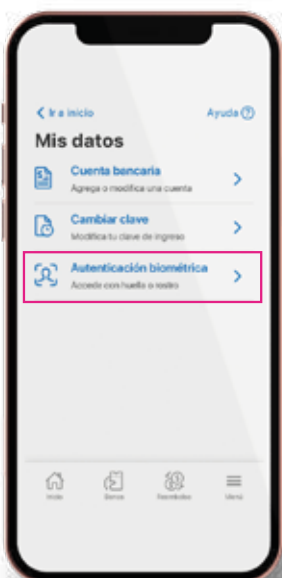 Ir a inicio
Ayuda
Mis datos
Cuenta bancaria
Agrega o modifica una cuenta
Cambiar clave
Modifica tu clave de ingreso
Autenticación biométrica
Accede con huella o rostro
Inicio
Bonos
Reembolsos
Menú